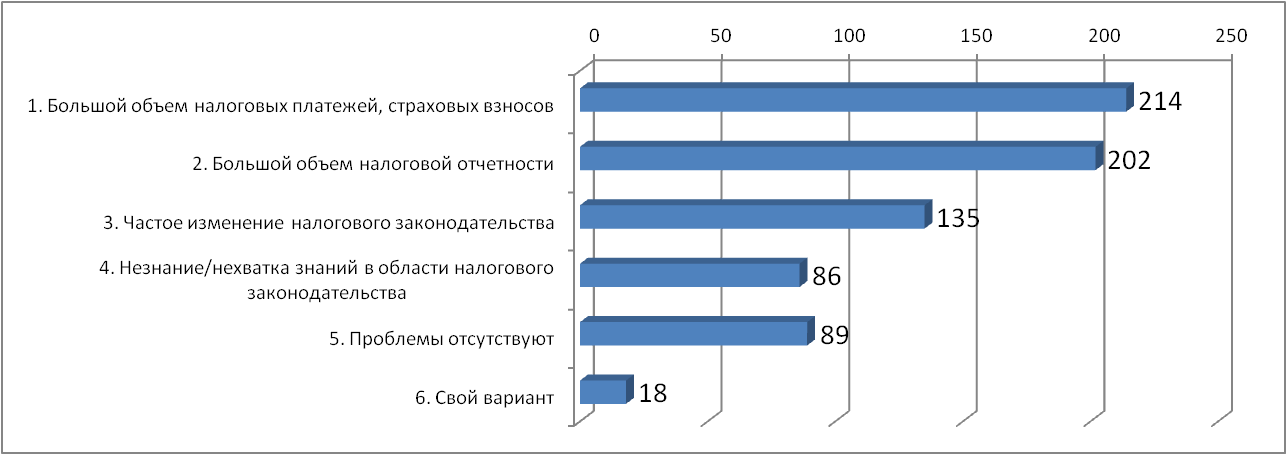 0 50 100 150 200 250
1. Большой объем налоговых платежей, страховых взносов
214
2. Большой объем налоговой отчетности
202
3. Частое изменение налогового законодательства
135
4. Незнание/нехватка знаний в области налогового
законодательства
86
5. Проблемы отсутствуют
89
6. Свой вариант
18